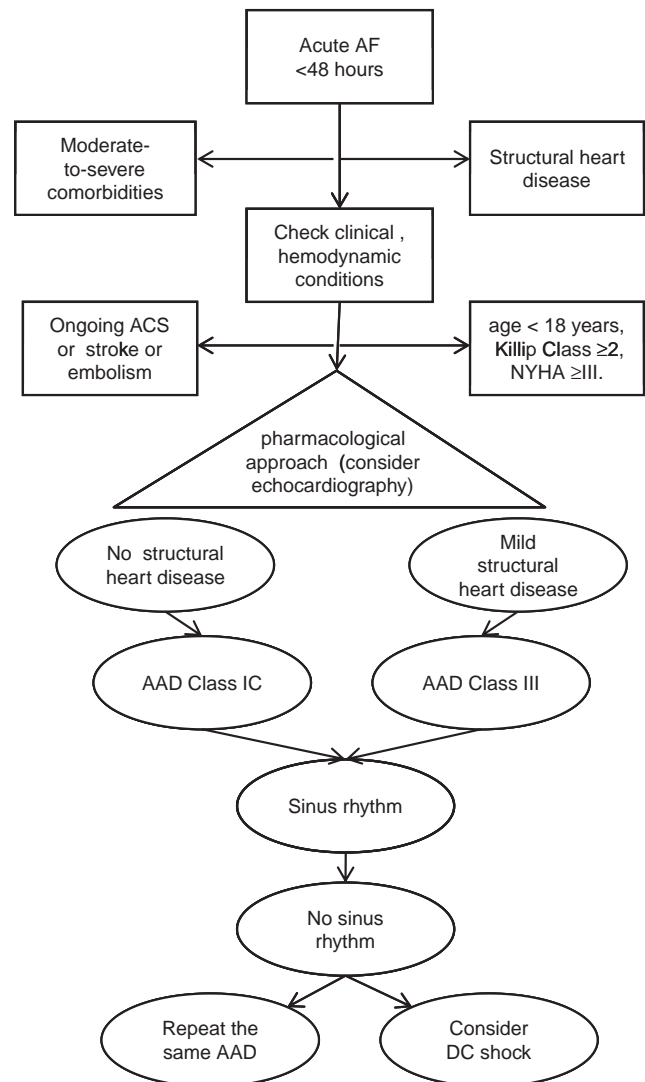 Acute AF
<48 hours
Moderate-
to-severe
comorbidities
Structural heart
disease
Check clinical ,
hemodynamic
conditions
Ongoing ACS
or stroke or
embolism
age < 18 years,
Killip Class ≥2,
NYHA ≥III.
pharmacological
approach (consider
echocardiography)
No structural
heart disease
Mild
structural
heart disease
AAD Class IC
AAD Class III
Sinus rhythm
No sinus
rhythm
Repeat the
same AAD
Consider
DC shock